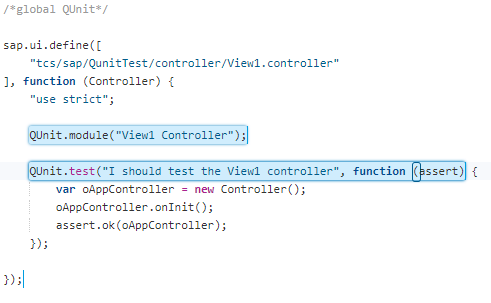 /*global QUnit*/

sap.ui.define([
    "tcs/sap/QunitTest/controller/View1.controller"
], function (Controller) {
    "use strict";

    QUnit.module("View1 Controller");

    QUnit.test("I should test the View1 controller", function (assert) {
        var oAppController = new Controller();
        oAppController.onInit();
        assert.ok(oAppController);
    });

});